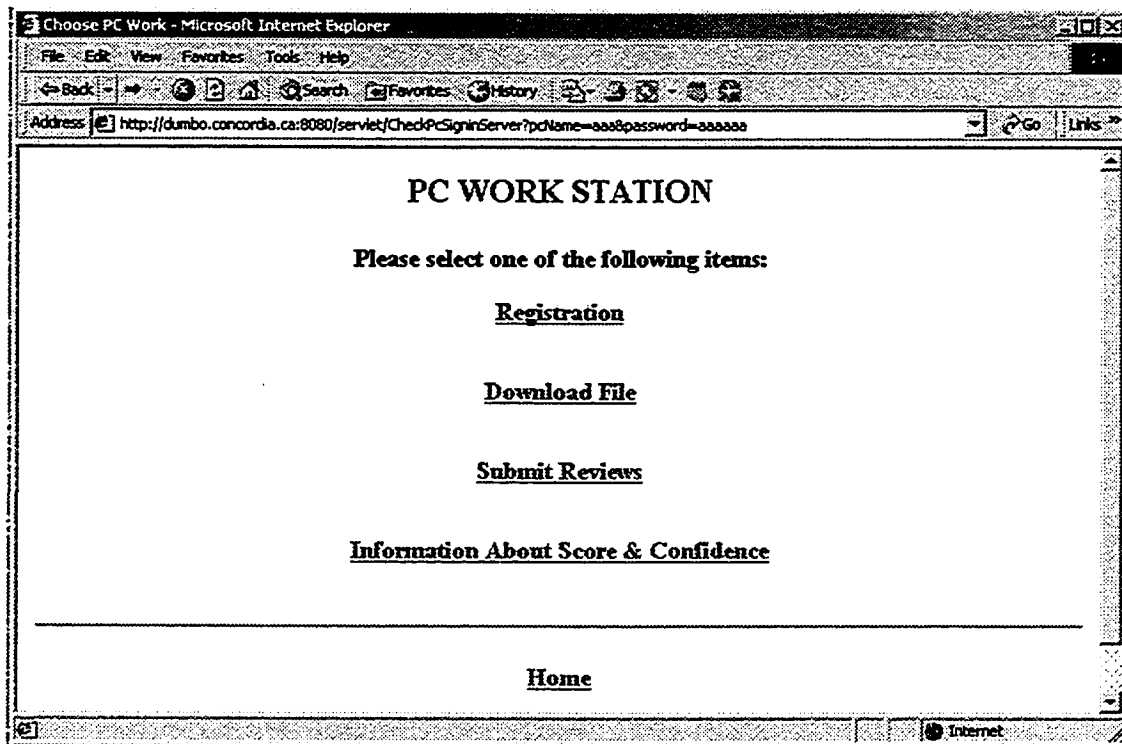 Choose PC Work - Microsoft Internet Explorer
File Edit View Favorites Tools Help
Back Search Favorites History
Address http://dumbo.concordia.ca:8080/servlet/CheckPcSigninServer?pcName=aaa&password=aaaaaa Go Links »
PC WORK STATION
Please select one of the following items:
Registration
Download File
Submit Reviews
Information About Score & Confidence
Home
Internet